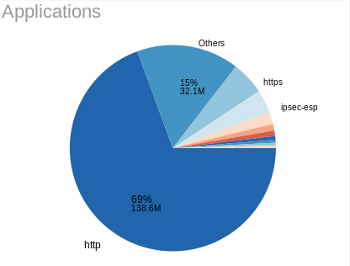 Applications
Others
15%
32.1M
https
ipsec-esp
69%
138.6M
http